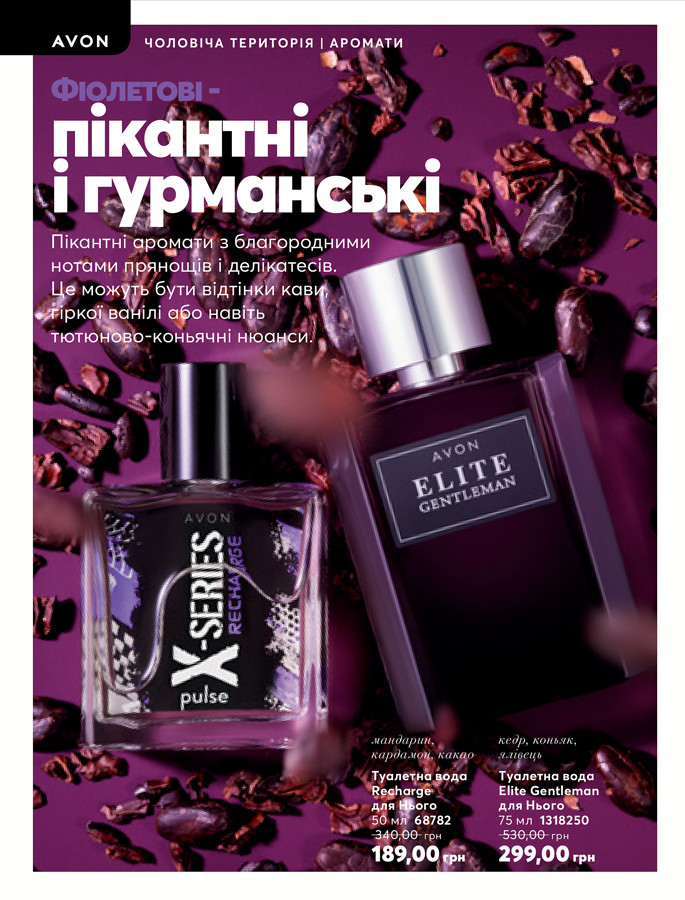 AVON
ЧОЛОВІЧА ТЕРИТОРІЯ | АРОМАТИ
Фіолетові -
пікантні
і гурманські
Пікантні аромати з благородними
нотами прянощів і делікатесів.
Це можуть бути відтінки кави,
гіркої ванілі або навіть
тютюново-коньячні нюанси.
AVON
ELITE
GENTLEMAN
AVON
X-SERIES
RECHARGE
pulse
мандарин,
кардамон, какао
Туалетна вода
Recharge
для Нього
50 мл 68782
340,00 грн
189,00 грн
кедр, коньяк,
ялівець
Туалетна вода
Elite Gentleman
для Нього
75 мл 1318250
530,00 грн
299,00 грн